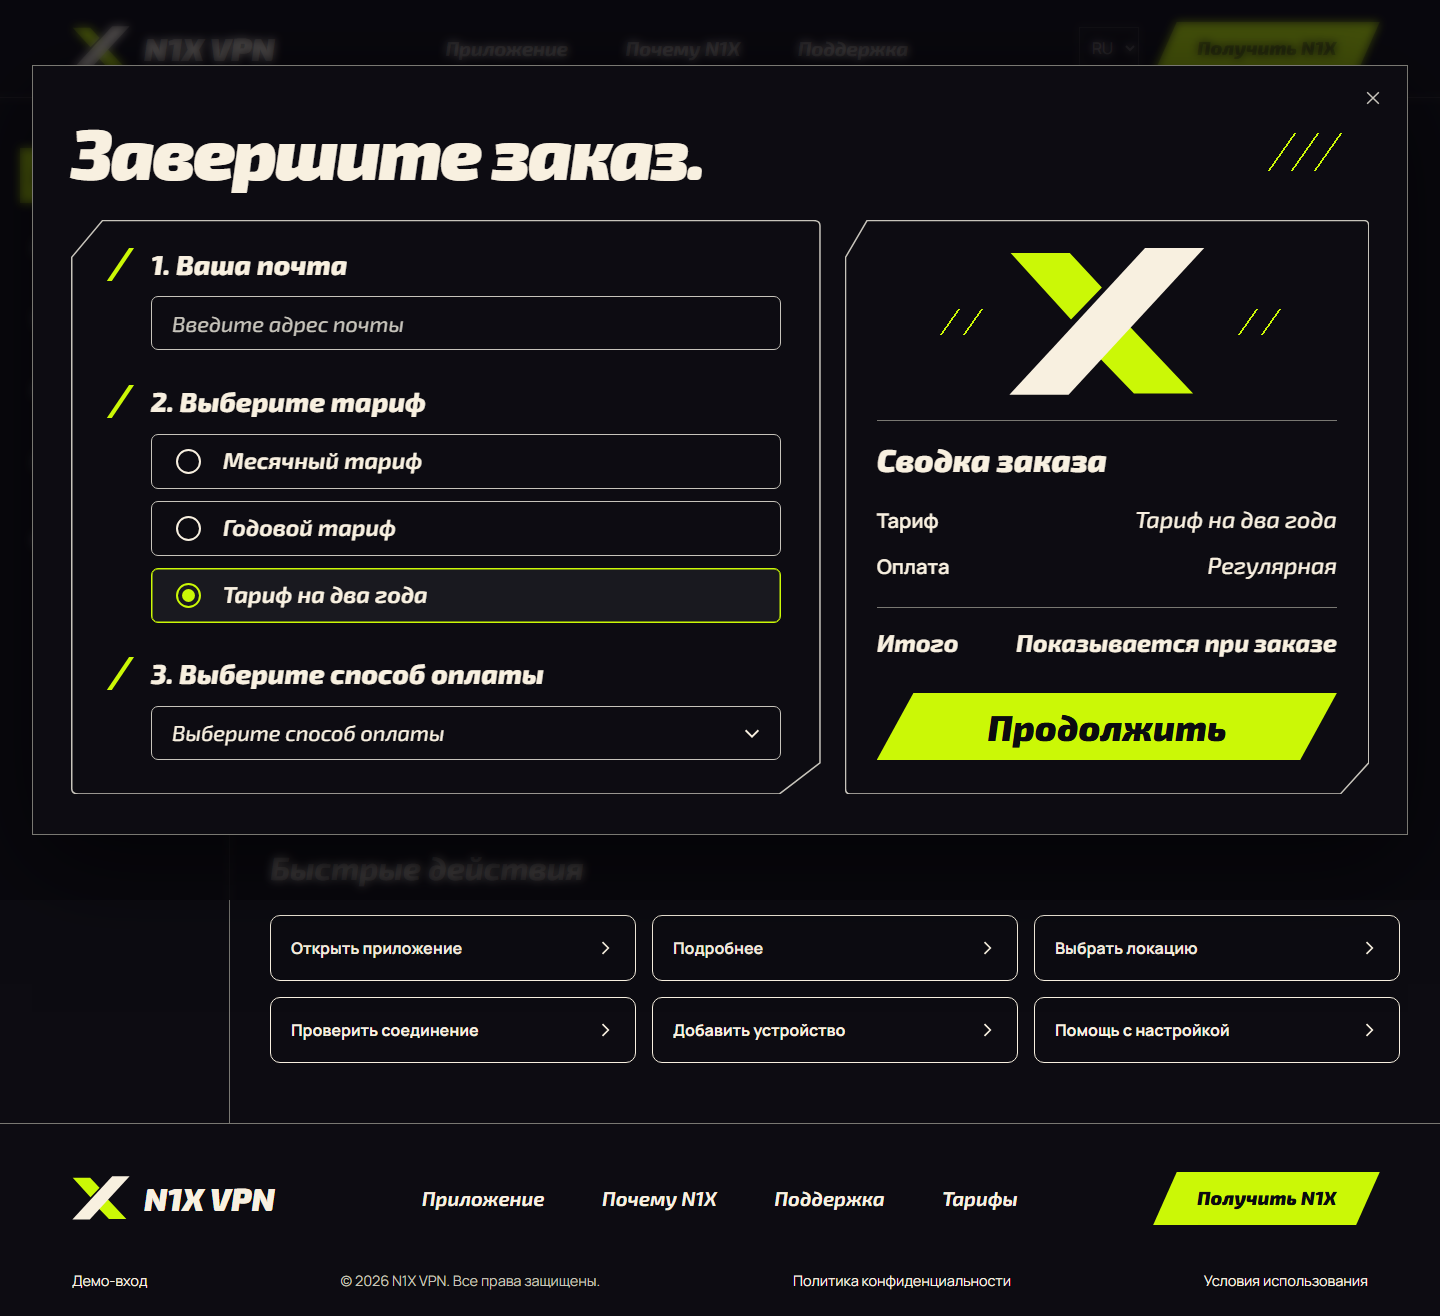 N1X VPN
Приложение
Почему N1X
Поддержка
RU
Получить N1X
Завершите заказ.
1. Ваша почта
Введите адрес почты
2. Выберите тариф
Месячный тариф
Годовой тариф
Тариф на два года
3. Выберите способ оплаты
Выберите способ оплаты
Сводка заказа
Тариф Тариф на два года
Оплата Регулярная
Итого Показывается при заказе
Продолжить
Быстрые действия
Открыть приложение
Подробнее
Выбрать локацию
Проверить соединение
Добавить устройство
Помощь с настройкой
N1X VPN
Приложение
Почему N1X
Поддержка
Тарифы
Получить N1X
Демо-вход
© 2026 N1X VPN. Все права защищены.
Политика конфиденциальности
Условия использования